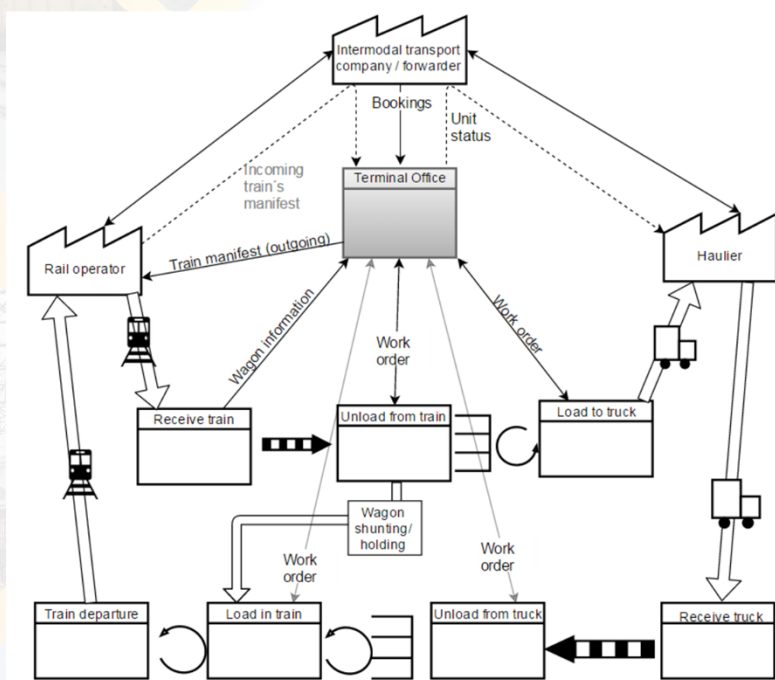 Intermodal transport
company / forwarder
Bookings
Unit
status
Incoming
train´s
manifest
Terminal Office
Train manifest (outgoing)
Rail operator
Haulier
Wagon information
Work
order
Work order
Receive train
Unload from train
Load to truck
Wagon
shunting/
holding
Work
order
Work
order
Train departure
Load in train
Unload from truck
Receive truck